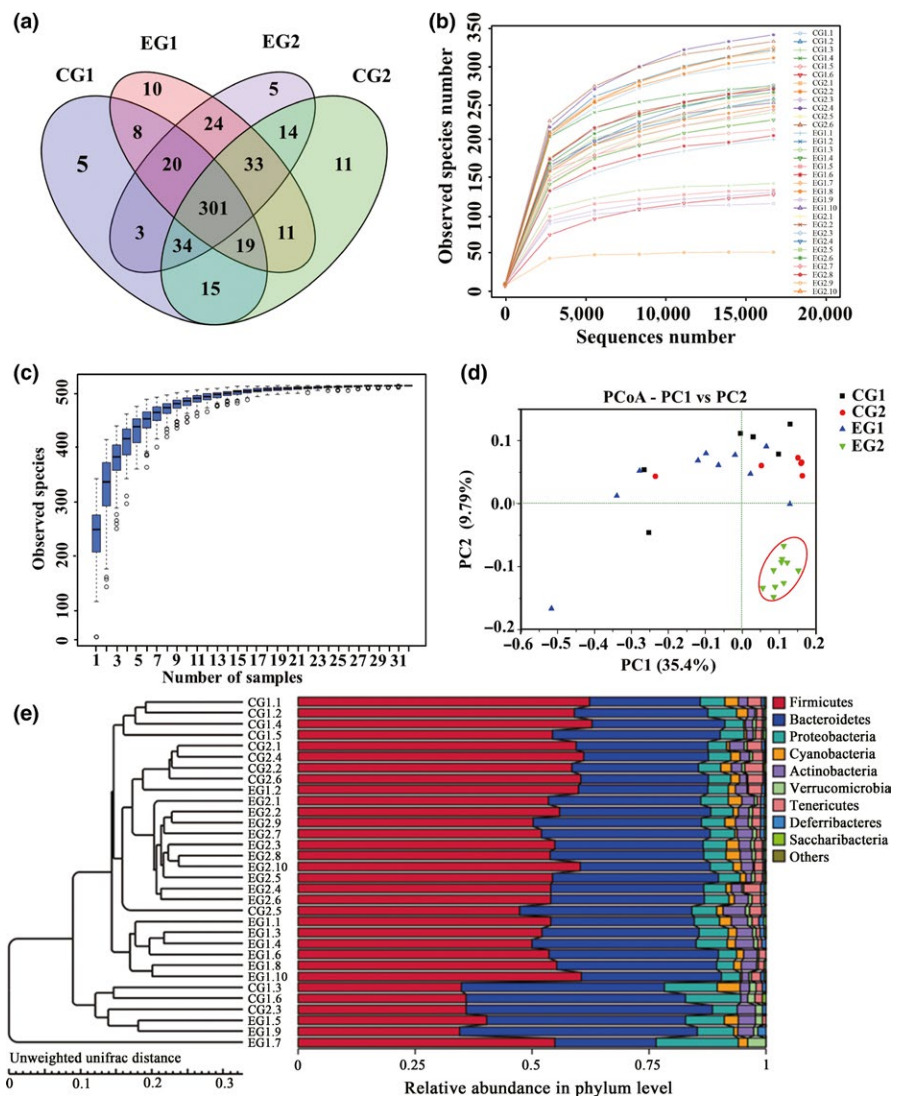 (a)
EG1
EG2
CG1
CG2
10
5
8
24
14
5
20
33
11
301
3
34
19
11
15
(b)
Observed species number
350
300
250
200
150
100
50
0
0
5,000
10,000
15,000
20,000
Sequences number
CG1.1
CG1.2
CG1.3
CG1.4
CG1.5
CG1.6
CG2.1
CG2.2
CG2.3
CG2.4
CG2.5
CG2.6
EG1.1
EG1.2
EG1.3
EG1.4
EG1.5
EG1.6
EG1.7
EG1.8
EG1.9
EG1.10
EG2.1
EG2.2
EG2.3
EG2.4
EG2.5
EG2.6
EG2.7
EG2.8
EG2.9
EG2.10
(c)
Observed species
500
400
300
200
100
0
1 3 5 7 9 11 13 15 17 19 21 23 25 27 29 31
Number of samples
(d)
PCoA - PC1 vs PC2
PC2 (9.79%)
0.1
0.0
−0.1
−0.2
−0.6 −0.5 −0.4 −0.3 −0.2 −0.1 0.0 0.1 0.2
PC1 (35.4%)
CG1
CG2
EG1
EG2
(e)
CG1.1
CG1.2
CG1.4
CG1.5
CG2.1
CG2.4
CG2.2
CG2.6
EG1.2
EG2.1
EG2.2
EG2.9
EG2.7
EG2.3
EG2.8
EG2.10
EG2.5
EG2.4
EG2.6
CG2.5
EG1.1
EG1.3
EG1.4
EG1.6
EG1.8
EG1.10
CG1.3
CG1.6
CG2.3
EG1.5
EG1.9
EG1.7
Unweighted unifrac distance
0 0.1 0.2 0.3
0 0.25 0.5 0.75 1
Relative abundance in phylum level
Firmicutes
Bacteroidetes
Proteobacteria
Cyanobacteria
Actinobacteria
Verrucomicrobia
Tenericutes
Deferribacteres
Saccharibacteria
Others